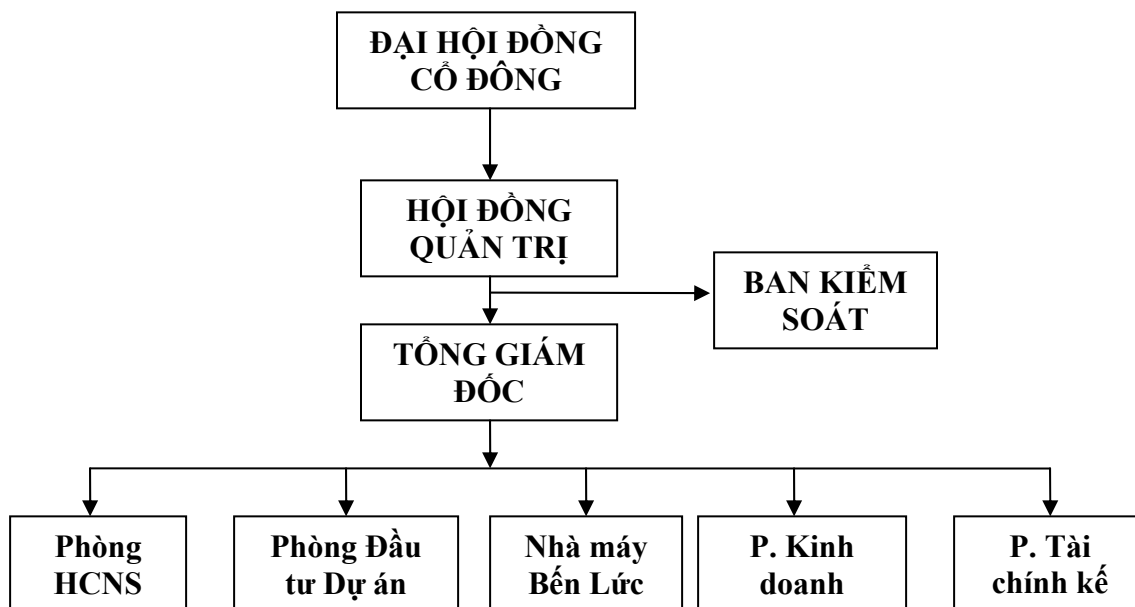 ĐẠI HỘI ĐỒNG
CỔ ĐÔNG
HỘI ĐỒNG
QUẢN TRỊ
BAN KIỂM
SOÁT
TỔNG GIÁM
ĐỐC
Phòng
HCNS
Phòng Đầu
tư Dự án
Nhà máy
Bến Lức
P. Kinh
doanh
P. Tài
chính kế